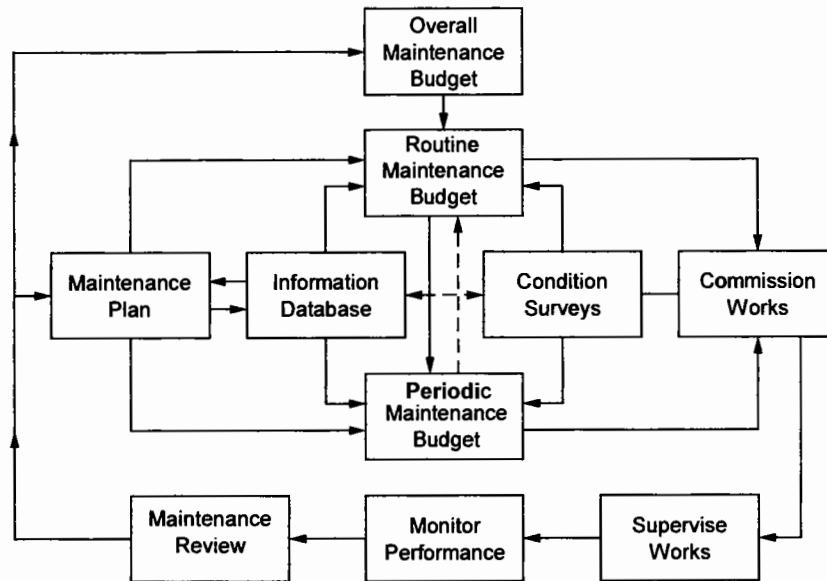 Overall
Maintenance
Budget
Routine
Maintenance
Budget
Maintenance
Plan
Information
Database
Condition
Surveys
Commission
Works
Periodic
Maintenance
Budget
Maintenance
Review
Monitor
Performance
Supervise
Works